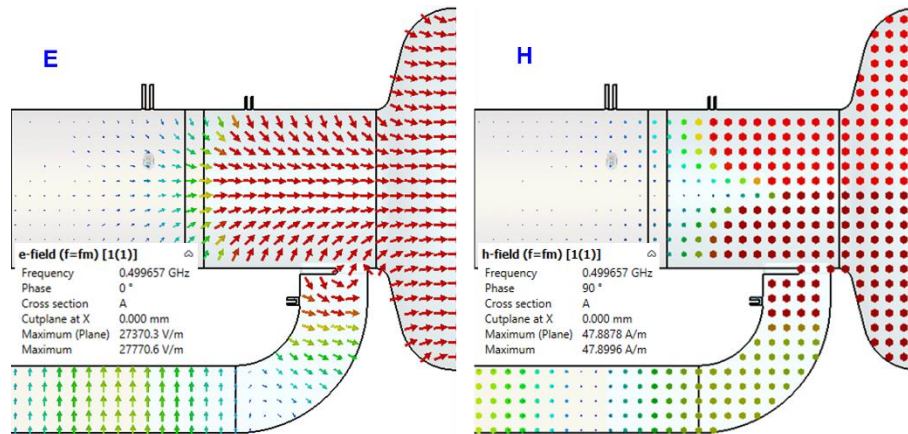 E
e-field (f=fm) [1(1)]
Frequency 0.499657 GHz
Phase 0 °
Cross section A
Cutplane at X 0.000 mm
Maximum (Plane) 27370.3 V/m
Maximum 27770.6 V/m
H
h-field (f=fm) [1(1)]
Frequency 0.499657 GHz
Phase 90 °
Cross section A
Cutplane at X 0.000 mm
Maximum (Plane) 47.8878 A/m
Maximum 47.8996 A/m